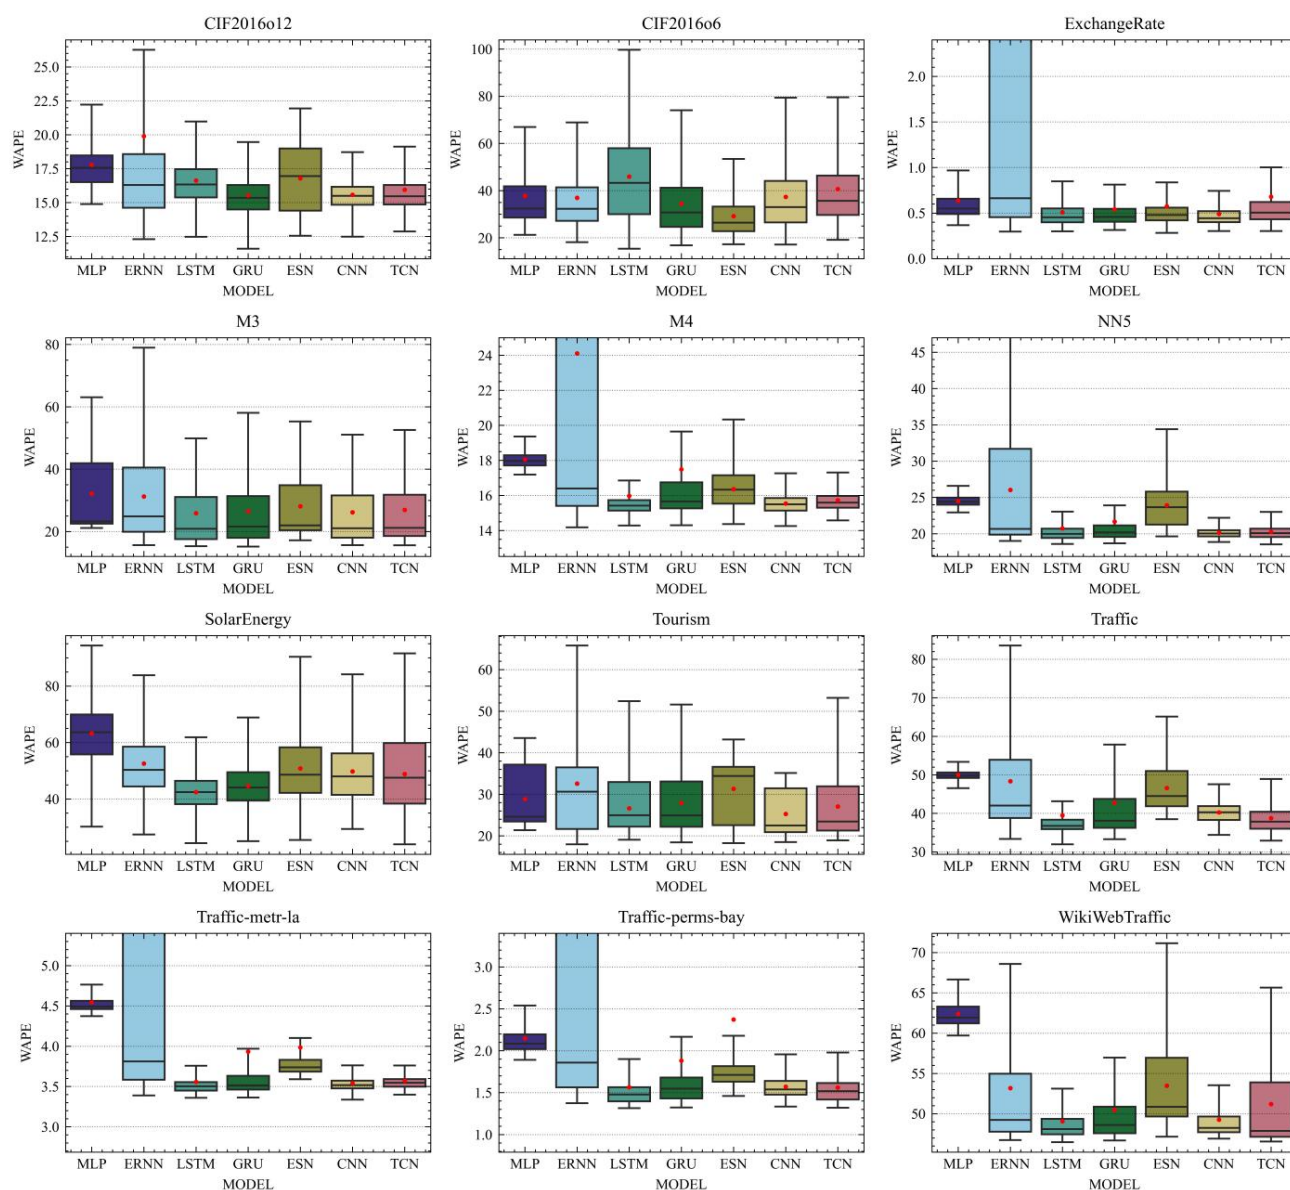 CIF2016o12
CIF2016o6
ExchangeRate
WAPE
25.0
22.5
20.0
17.5
15.0
12.5
MLP ERNN LSTM GRU ESN CNN TCN
MODEL
WAPE
100
80
60
40
20
MLP ERNN LSTM GRU ESN CNN TCN
MODEL
WAPE
2.0
1.5
1.0
0.5
0.0
MLP ERNN LSTM GRU ESN CNN TCN
MODEL
M3
M4
NN5
WAPE
80
60
40
20
MLP ERNN LSTM GRU ESN CNN TCN
MODEL
WAPE
24
22
20
18
16
14
MLP ERNN LSTM GRU ESN CNN TCN
MODEL
WAPE
45
40
35
30
25
20
MLP ERNN LSTM GRU ESN CNN TCN
MODEL
SolarEnergy
Tourism
Traffic
WAPE
80
60
40
MLP ERNN LSTM GRU ESN CNN TCN
MODEL
WAPE
60
50
40
30
20
MLP ERNN LSTM GRU ESN CNN TCN
MODEL
WAPE
80
70
60
50
40
30
MLP ERNN LSTM GRU ESN CNN TCN
MODEL
Traffic-metr-la
Traffic-perms-bay
WikiWebTraffic
WAPE
5.0
4.5
4.0
3.5
3.0
MLP ERNN LSTM GRU ESN CNN TCN
MODEL
WAPE
3.0
2.5
2.0
1.5
1.0
MLP ERNN LSTM GRU ESN CNN TCN
MODEL
WAPE
70
65
60
55
50
MLP ERNN LSTM GRU ESN CNN TCN
MODEL